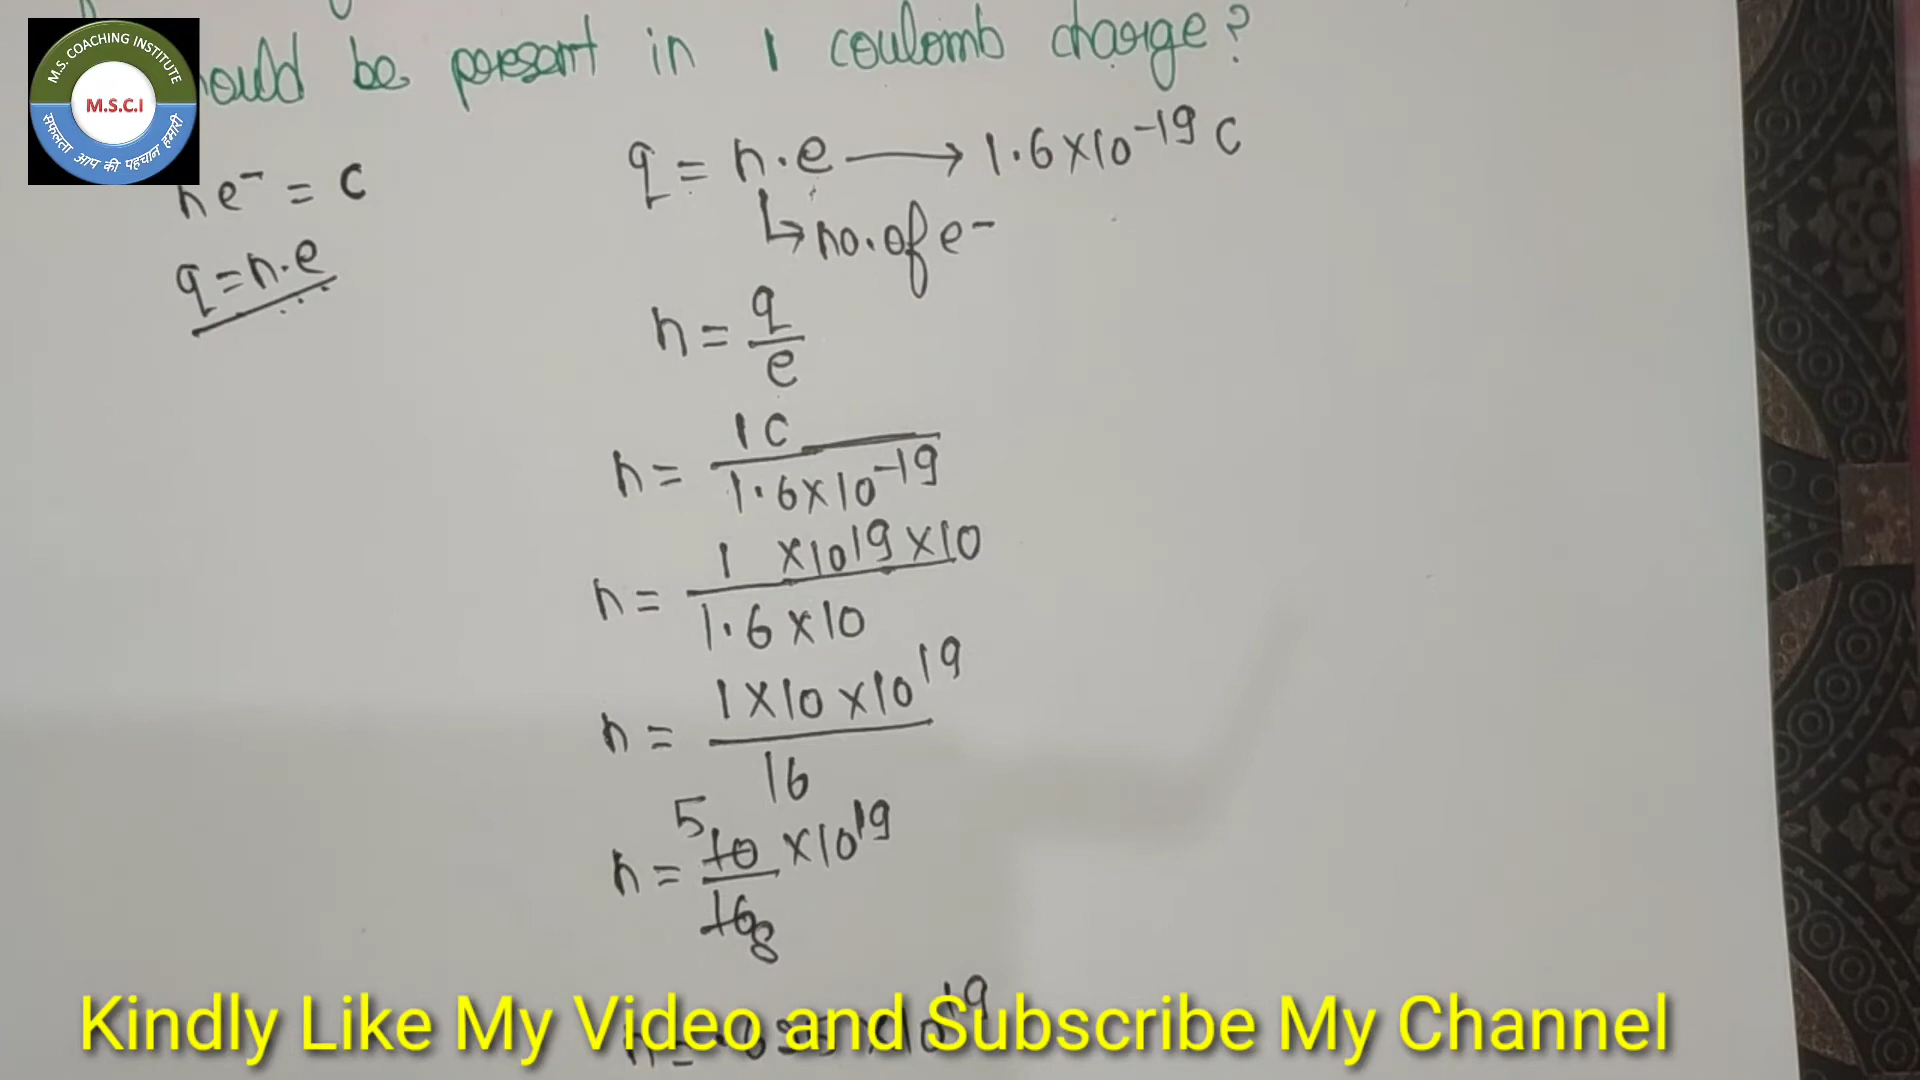 M.S. COACHING INSTITUTE
M.S.C.I
सफलता आप की पहचान हमारी
be present in 1 coulomb charge?
ne⁻ = C
q = n.e
q = n.e → 1.6×10⁻¹⁹ C
↳ no. of e⁻
n = q/e
n = 1C / 1.6×10⁻¹⁹
n = 1 ×10¹⁹×10 / 1.6×10
n = 1×10×10¹⁹ / 16
5
n = 10/16 ×10¹⁹
8
Kindly Like My Video and Subscribe My Channel